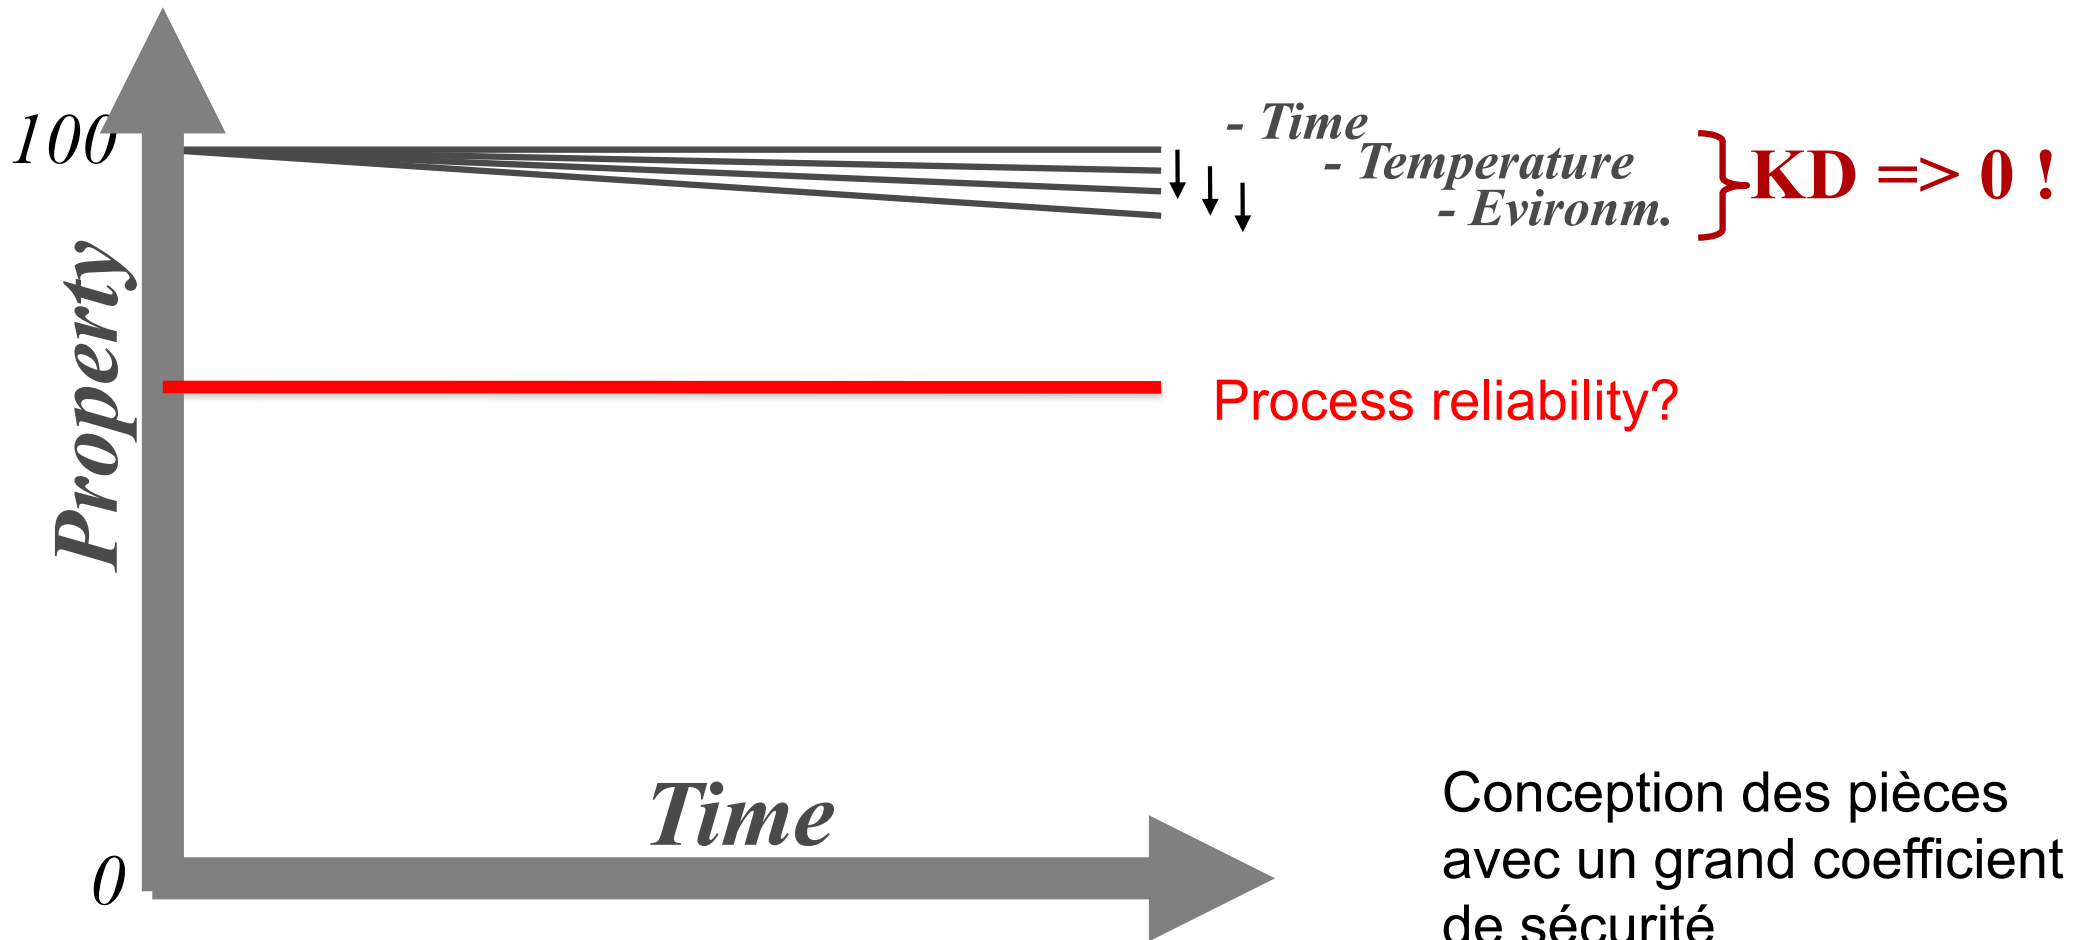 100
- Time
- Temperature
- Evironm.
KD => 0 !
Property
Process reliability?
Time
0
Conception des pièces
avec un grand coefficient
de sécurité